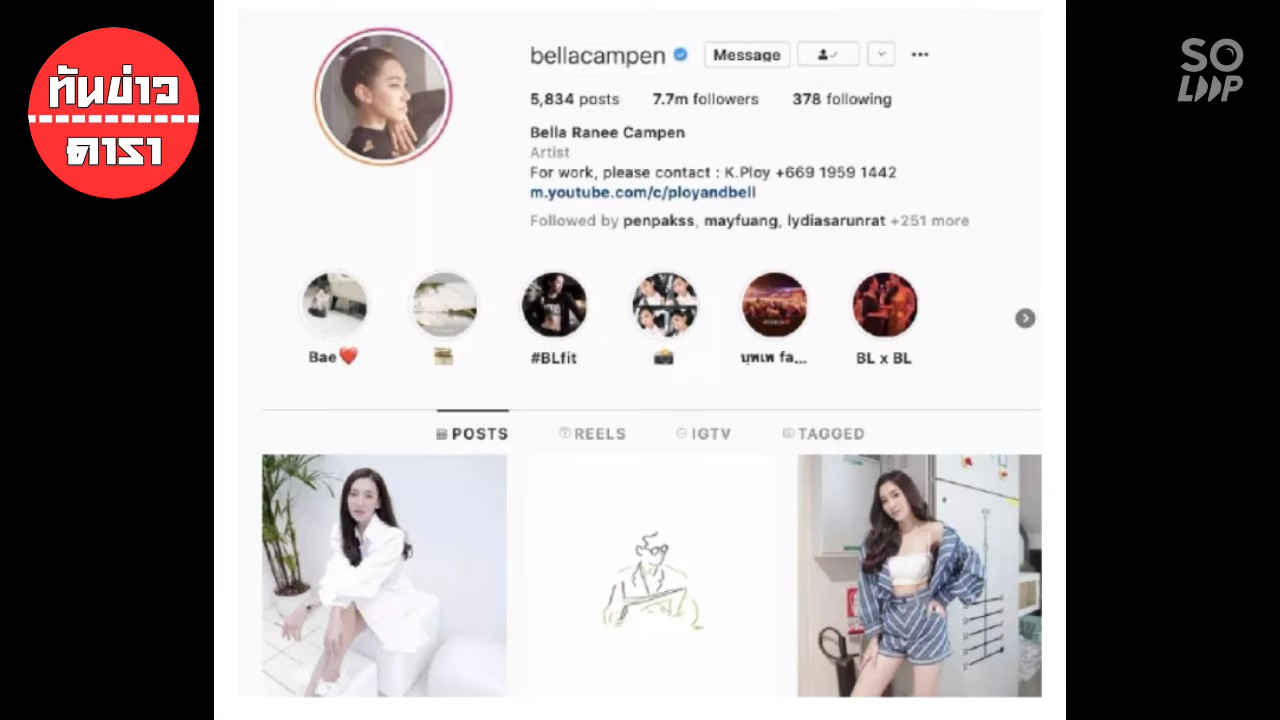 ทันข่าว
ดารา
SO
LOOP
bellacampen
Message
5,834 posts 7.7m followers 378 following
Bella Ranee Campen
Artist
For work, please contact : K.Ploy +669 1959 1442
m.youtube.com/c/ployandbell
Followed by penpakss, mayfuang, lydiasarunrat +251 more
Bae❤️
#BLfit
บุพเพ fa...
BL x BL
POSTS REELS IGTV TAGGED